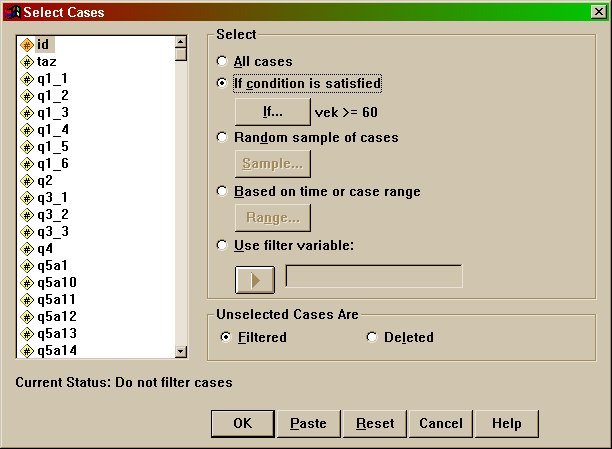 Select Cases
id
taz
q1_1
q1_2
q1_3
q1_4
q1_5
q1_6
q2
q3_1
q3_2
q3_3
q4
q5a1
q5a10
q5a11
q5a12
q5a13
q5a14
Select
All cases
If condition is satisfied
If... vek >= 60
Random sample of cases
Sample...
Based on time or case range
Range...
Use filter variable:
Unselected Cases Are
Filtered Deleted
Current Status: Do not filter cases
OK Paste Reset Cancel Help